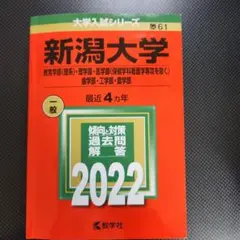 大学入試シリーズ
61
新潟大学
教育学部〈理系〉・理学部・医学部〈保健学科看護学専攻を除く〉
歯学部・工学部・農学部
最近4カ年
一般
傾向と対策
過去問
解答
2022
教学社